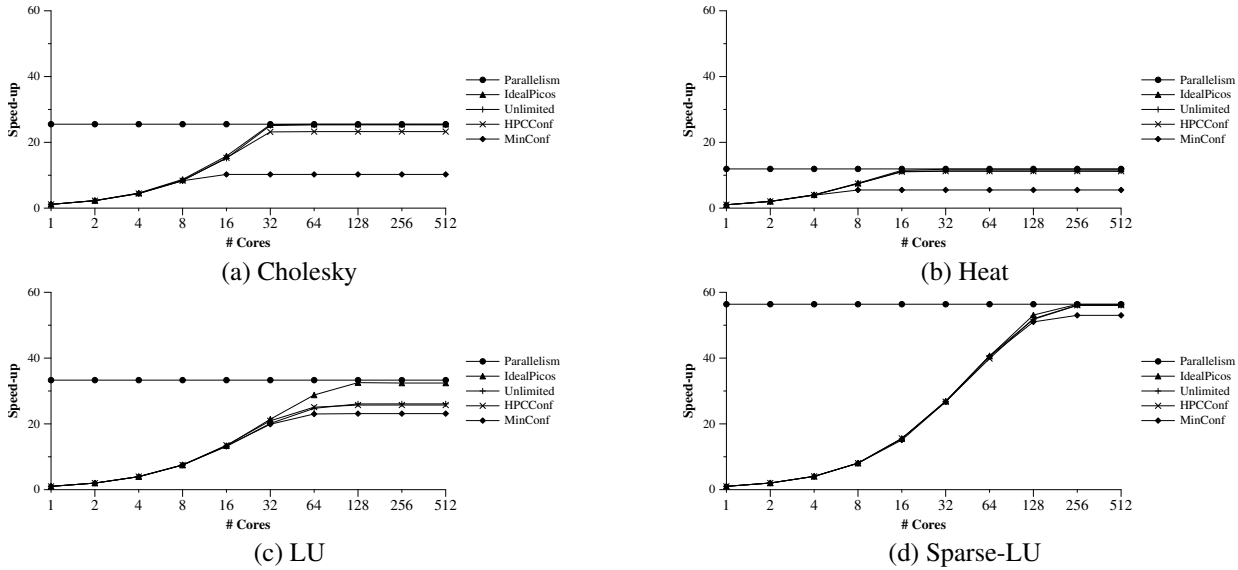 60
40
20
0
Speed-up
1 2 4 8 16 32 64 128 256 512
# Cores
Parallelism
IdealPicos
Unlimited
HPCConf
MinConf
(a) Cholesky
60
40
20
0
Speed-up
1 2 4 8 16 32 64 128 256 512
# Cores
Parallelism
IdealPicos
Unlimited
HPCConf
MinConf
(b) Heat
60
40
20
0
Speed-up
1 2 4 8 16 32 64 128 256 512
# Cores
Parallelism
IdealPicos
Unlimited
HPCConf
MinConf
(c) LU
60
40
20
0
Speed-up
1 2 4 8 16 32 64 128 256 512
# Cores
Parallelism
IdealPicos
Unlimited
HPCConf
MinConf
(d) Sparse-LU